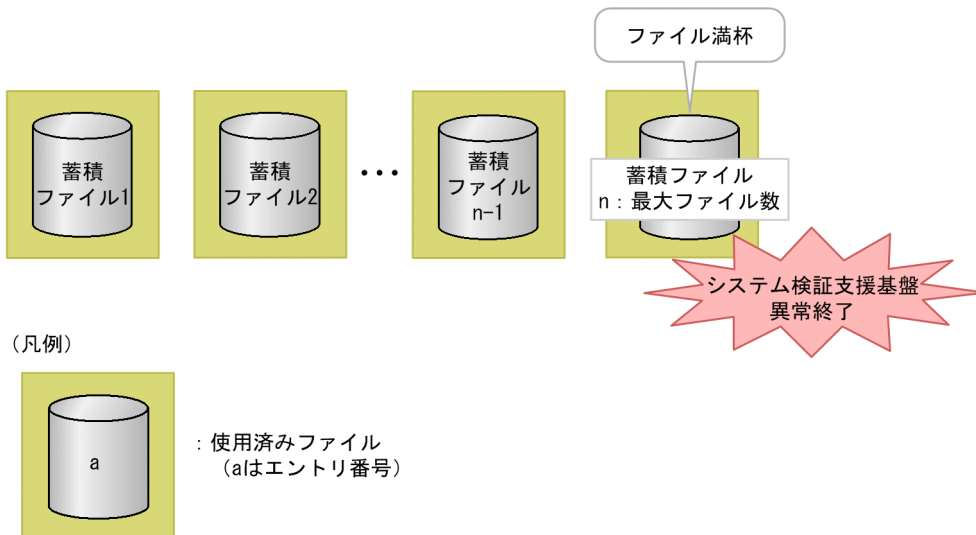 ファイル満杯
蓄積
ファイル1
蓄積
ファイル2
・・・
蓄積
ファイル
n-1
蓄積ファイル
n：最大ファイル数
システム検証支援基盤
異常終了
（凡例）
a
：使用済みファイル
（aはエントリ番号）